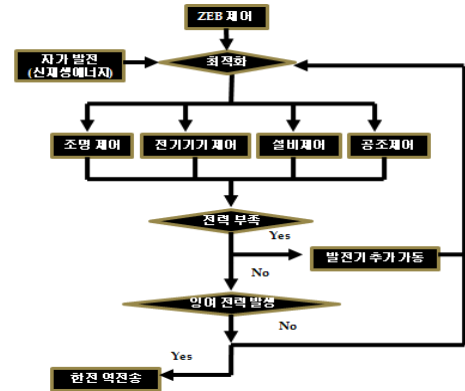 ZEB 제어
자가 발전
(신재생에너지)
최적화
조명 제어
전기기기 제어
설비제어
공조제어
전력 부족
Yes
발전기 추가 가동
No
잉여 전력 발생
No
Yes
한전 역전송